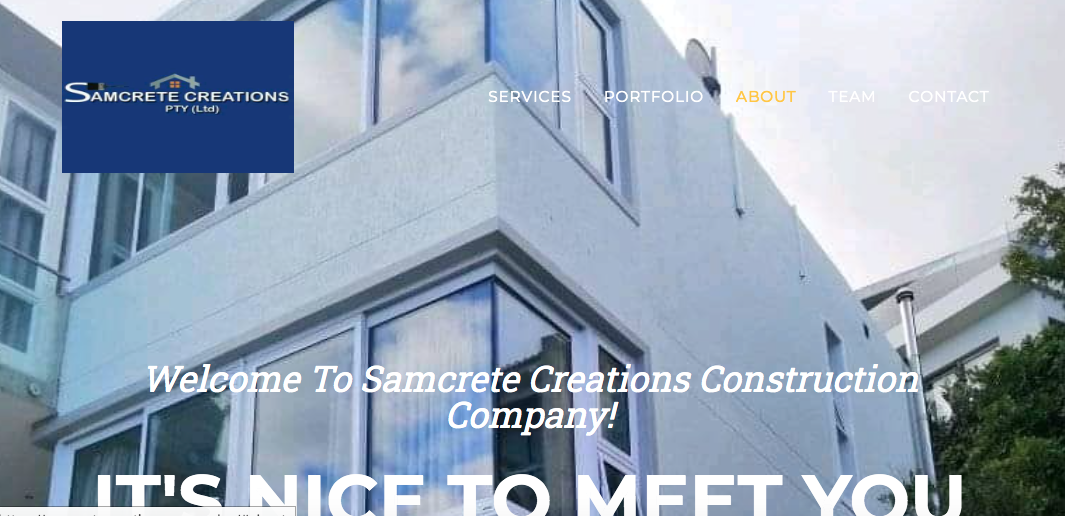 SAMCRETE CREATIONS
PTY (Ltd)
SERVICES PORTFOLIO ABOUT TEAM CONTACT
Welcome To Samcrete Creations Construction
Company!
IT'S NICE TO MEET YOU